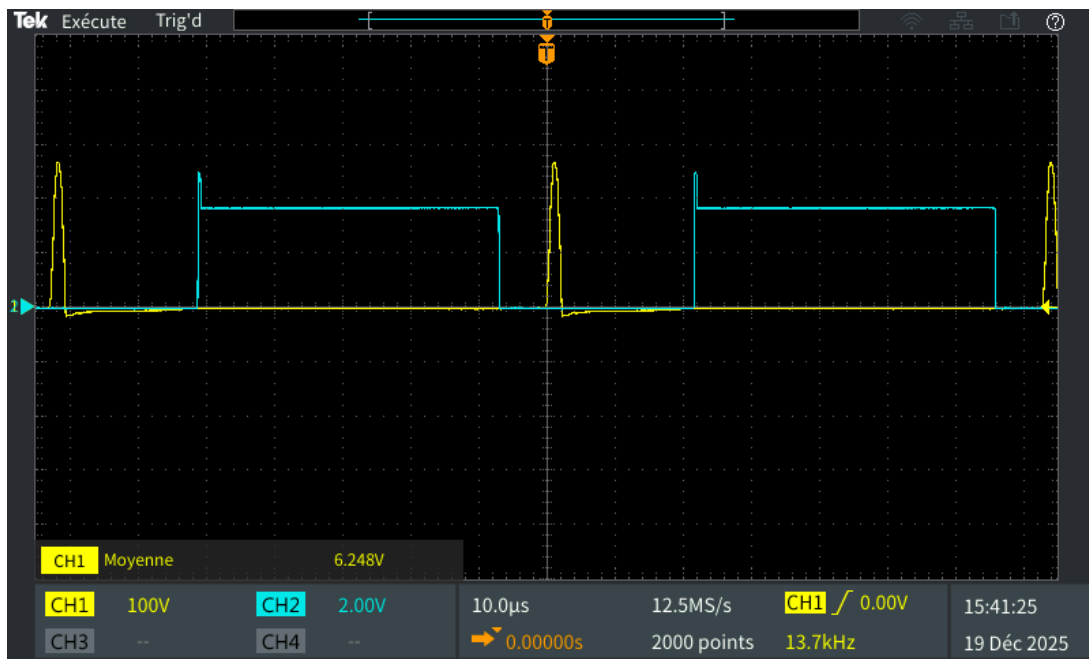 Tek Exécute Trig'd
T
T
1
CH1 Moyenne 6.248V
CH1 100V CH2 2.00V 10.0µs 12.5MS/s CH1 0.00V 15:41:25
CH3 -- CH4 -- 0.00000s 2000 points 13.7kHz 19 Déc 2025